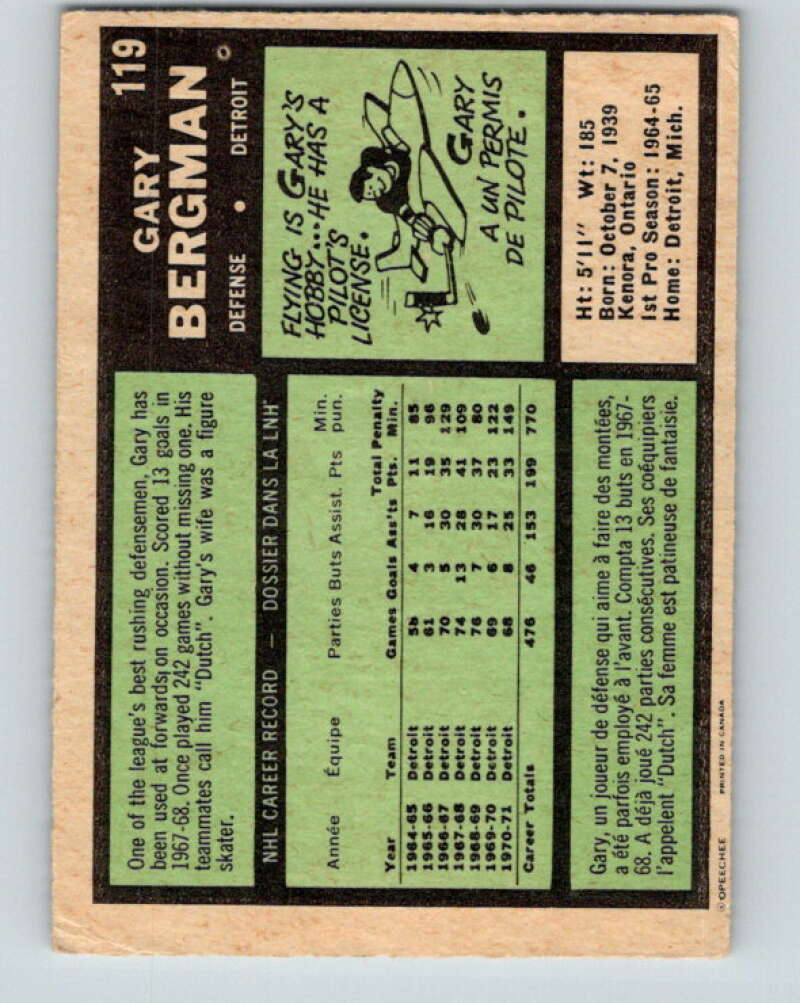 119
GARY
BERGMAN
DEFENSE • DETROIT
One of the league's best rushing defensemen, Gary has
been used at forwards on occasion. Scored 13 goals in
1967-68. Once played 242 games without missing one. His
teammates call him "Dutch". Gary's wife was a figure
skater.
FLYING IS GARY'S
HOBBY...HE HAS A
PILOT'S
LICENSE.
GARY
A UN PERMIS
DE PILOTE.
NHL CAREER RECORD — DOSSIER DANS LA LNH
Année Équipe Parties Buts Assist. Pts Min. pun.
Year Team Games Goals Ass'ts Total Pts. Penalty Min.
1964-65 Detroit 58 4 7 11 85
1965-66 Detroit 61 3 16 19 96
1966-67 Detroit 70 5 30 35 129
1967-68 Detroit 74 13 28 41 109
1968-69 Detroit 76 7 30 37 80
1969-70 Detroit 69 6 17 23 122
1970-71 Detroit 68 8 25 33 149
Career Totals 476 46 153 199 770
Ht: 5'11" Wt: 185
Born: October 7, 1939
Kenora, Ontario
1st Pro Season: 1964-65
Home: Detroit, Mich.
Gary, un joueur de défense qui aime à faire des montées,
a été parfois employé à l'avant. Compta 13 buts en 1967-
68. A déjà joué 242 parties consécutives. Ses coéquipiers
l'appelent "Dutch". Sa femme est patineuse de fantaisie.
© OPEECHEE PRINTED IN CANADA